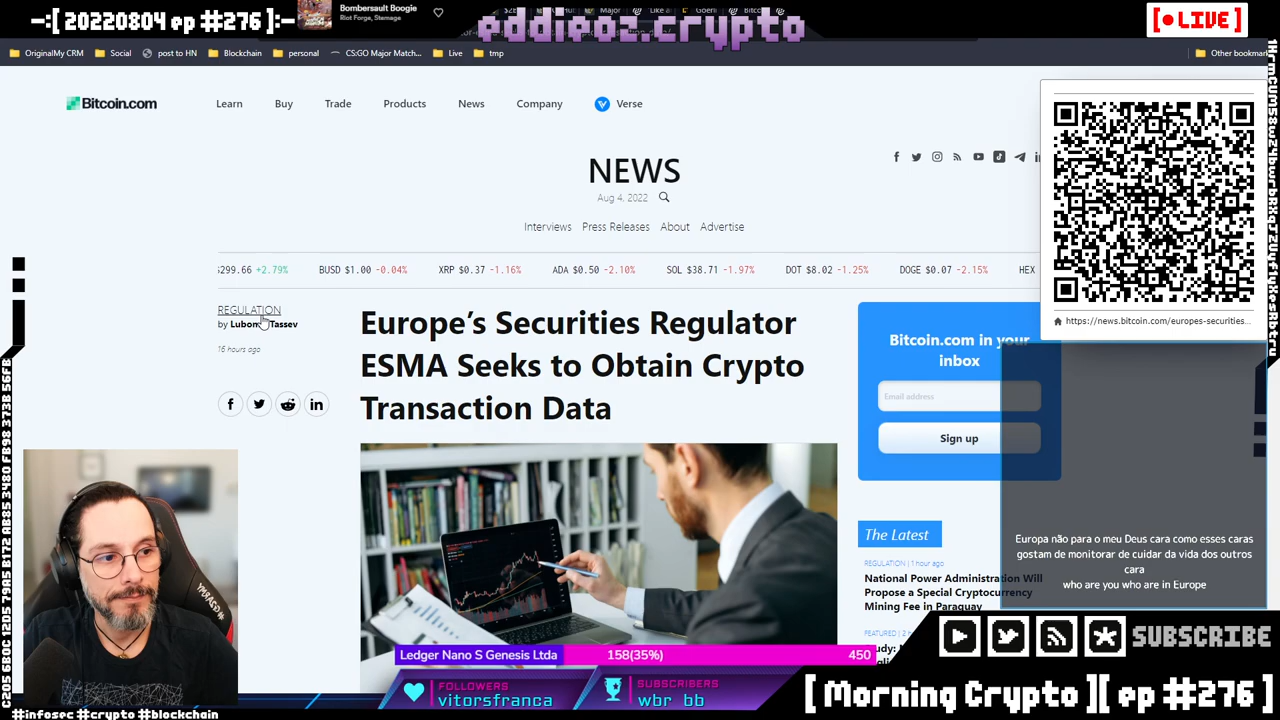 -:[ 20220804 ep #276 ]:-
Bombersault Boogie
Riot Forge, Stemage
eddieoz.crypto
[● LIVE ]
OriginalMy CRM
Social
post to HN
Blockchain
personal
CS:GO Major Match...
Live
tmp
Other bookmar
Bitcoin.com
Learn
Buy
Trade
Products
News
Company
Verse
NEWS
Aug 4, 2022
Interviews
Press Releases
About
Advertise
$299.66 +2.79%
BUSD $1.00 -0.04%
XRP $0.37 -1.16%
ADA $0.50 -2.10%
SOL $38.71 -1.97%
DOT $8.02 -1.25%
DOGE $0.07 -2.15%
HEX
https://news.bitcoin.com/europes-securities...
REGULATION
by Tassev
16 hours ago
Europe’s Securities Regulator
ESMA Seeks to Obtain Crypto
Transaction Data
Bitcoin.com in your
inbox
Email address
Sign up
The Latest
REGULATION | 1 hour ago
National Power Administration Will
Propose a Special Cryptocurrency
Mining Fee in Paraguay
FEATURED | 2 h
Europa não para o meu Deus cara como esses caras
gostam de monitorar de cuidar da vida dos outros
cara
who are you who are in Europe
Ledger Nano S Genesis Ltda
158(35%)
450
FOLLOWERS
vitorsfranca
SUBSCRIBERS
wbr_bb
SUBSCRIBE
[ Morning Crypto ][ ep #276 ]
#infosec #crypto #blockchain